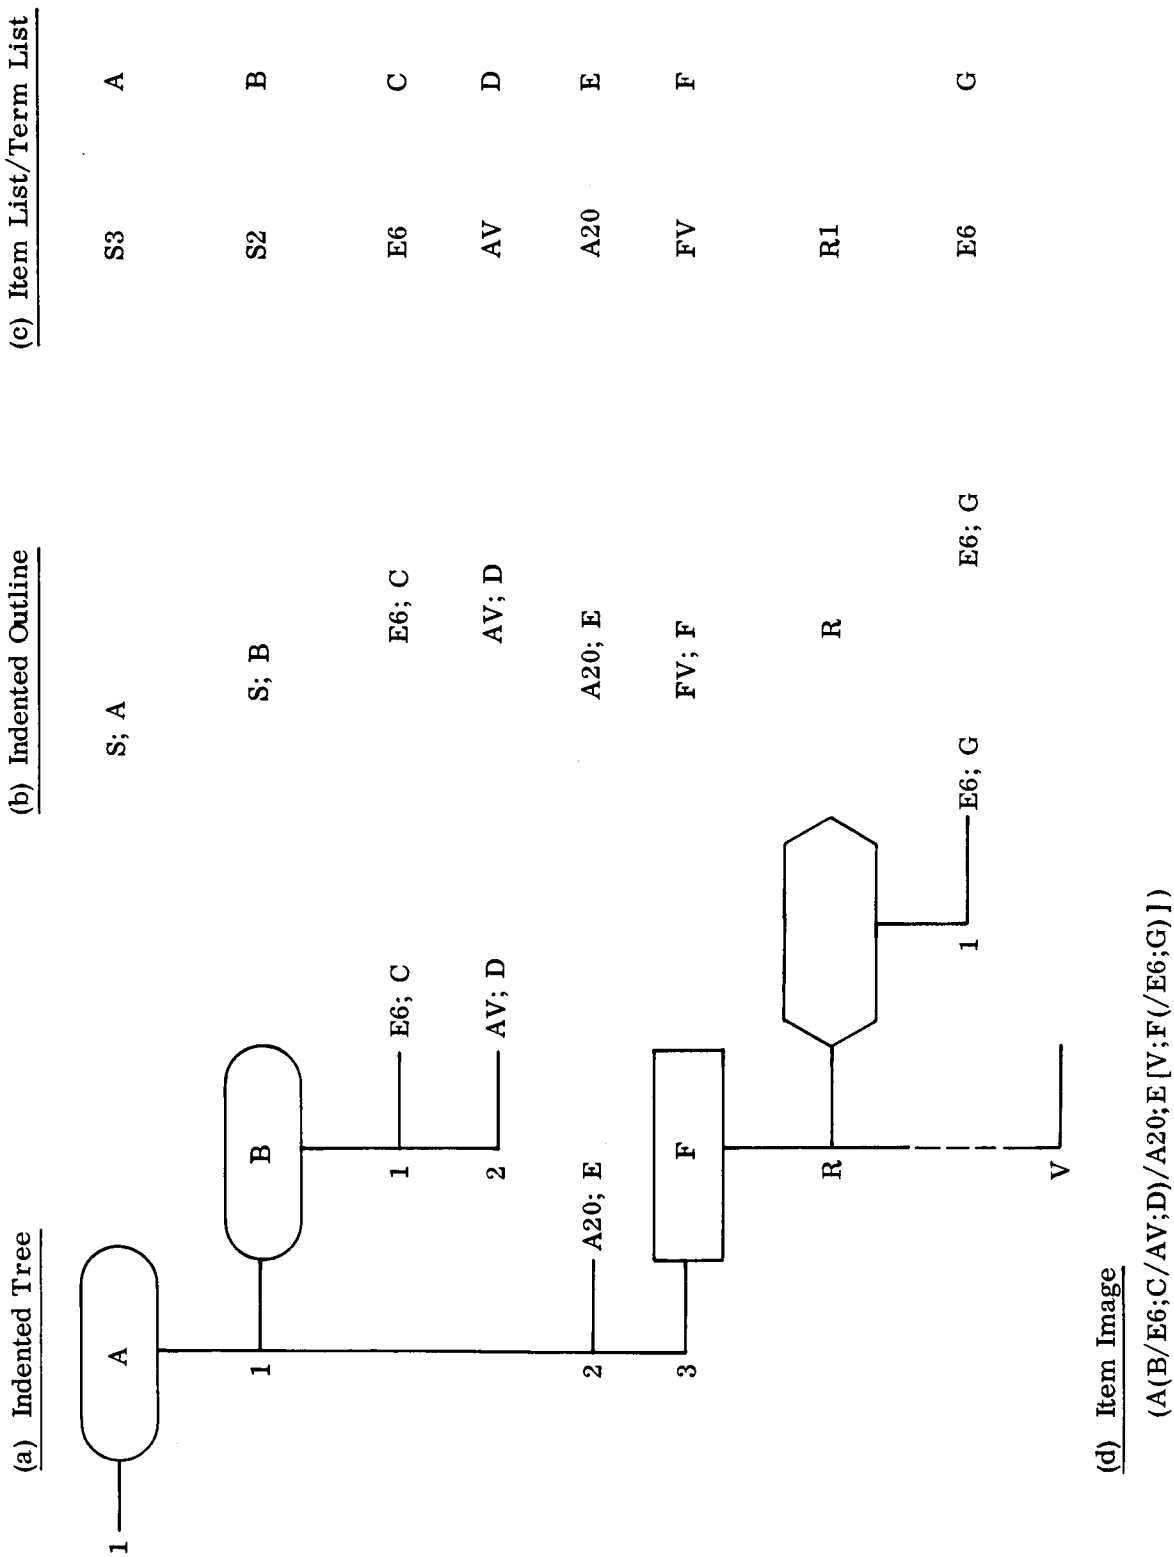 (a) Indented Tree
1
A
1
B
1
E6; C
2
AV; D
2
A20; E
3
F
R
1
E6; G
V
(b) Indented Outline
S; A
S; B
E6; C
AV; D
A20; E
FV; F
R
E6; G
(c) Item List/Term List
S3 A
S2 B
E6 C
AV D
A20 E
FV F
R1
E6 G
(d) Item Image
(A(B/E6;C/AV;D)/A20;E[V;F(/E6;G)])